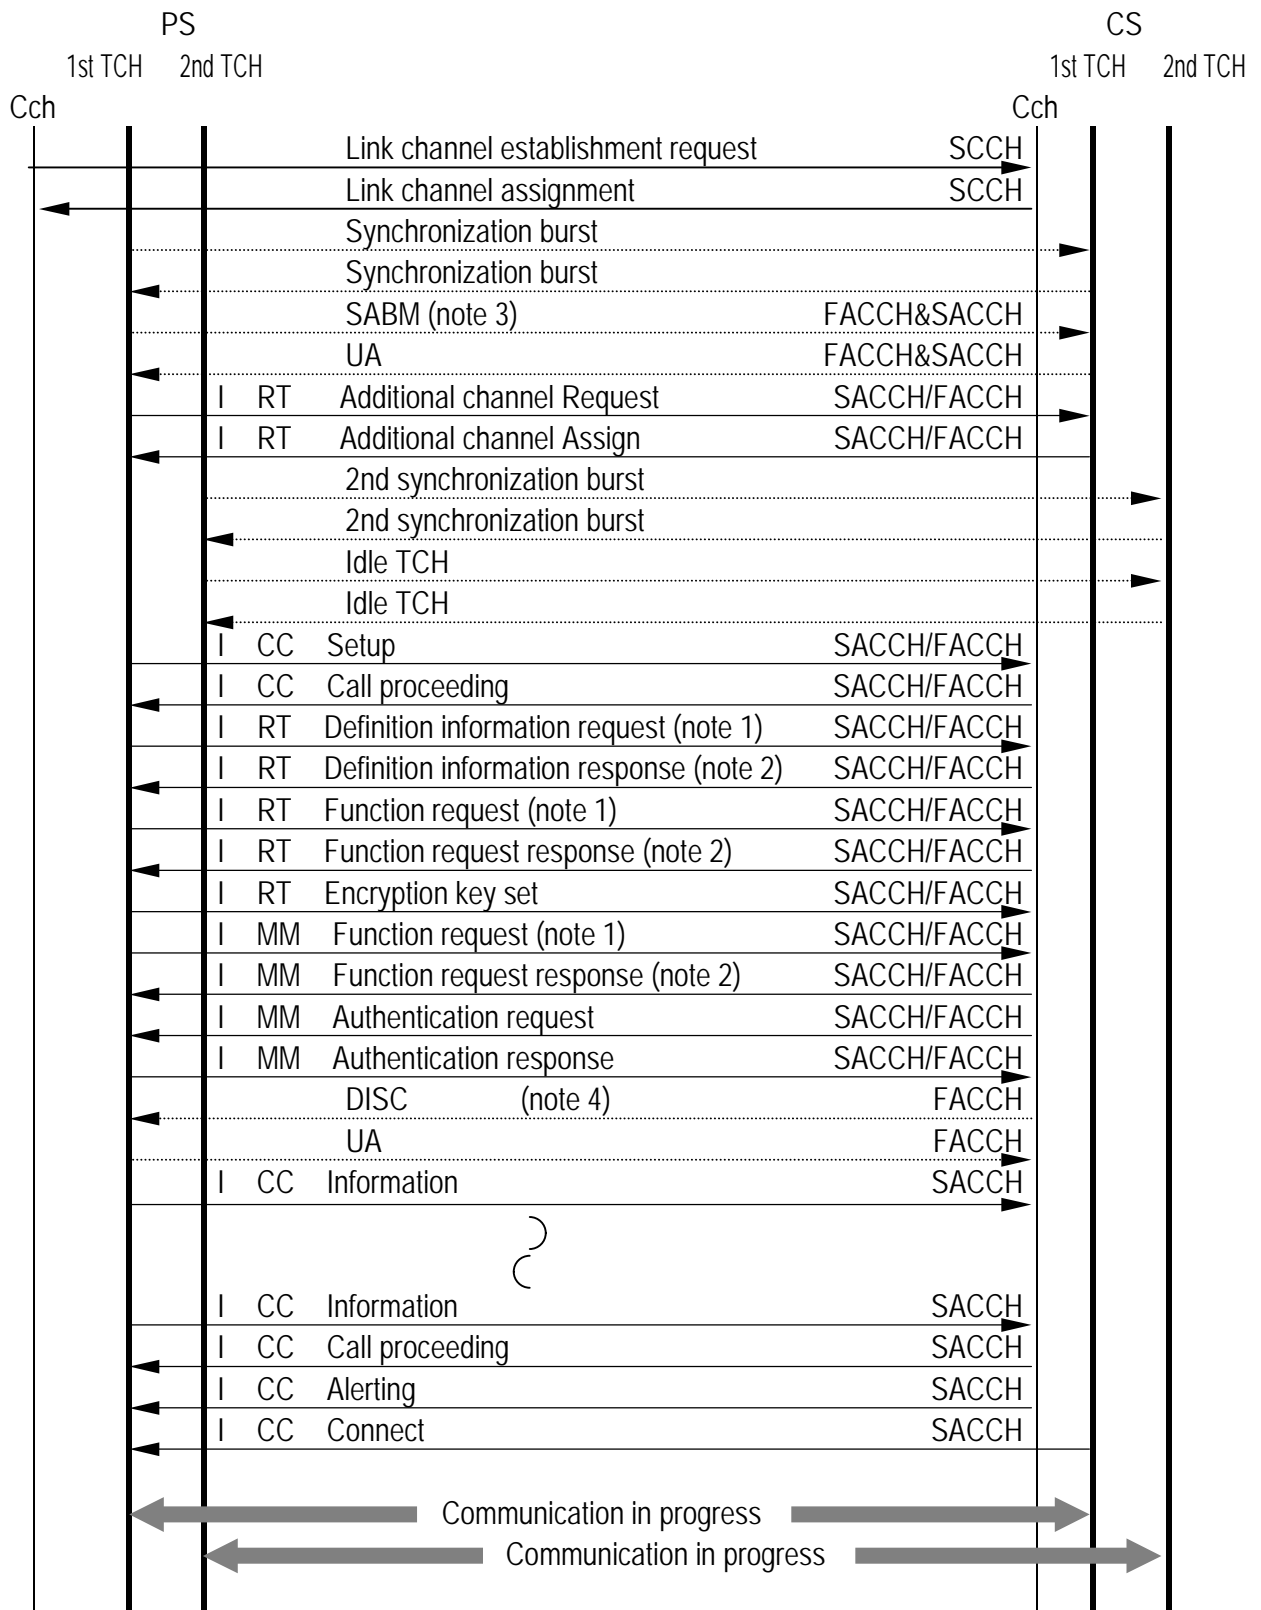 PS CS
1st TCH 2nd TCH 1st TCH 2nd TCH
Cch Cch
Link channel establishment request SCCH
Link channel assignment SCCH
Synchronization burst
Synchronization burst
SABM (note 3) FACCH&SACCH
UA FACCH&SACCH
I RT Additional channel Request SACCH/FACCH
I RT Additional channel Assign SACCH/FACCH
2nd synchronization burst
2nd synchronization burst
Idle TCH
Idle TCH
I CC Setup SACCH/FACCH
I CC Call proceeding SACCH/FACCH
I RT Definition information request (note 1) SACCH/FACCH
I RT Definition information response (note 2) SACCH/FACCH
I RT Function request (note 1) SACCH/FACCH
I RT Function request response (note 2) SACCH/FACCH
I RT Encryption key set SACCH/FACCH
I MM Function request (note 1) SACCH/FACCH
I MM Function request response (note 2) SACCH/FACCH
I MM Authentication request SACCH/FACCH
I MM Authentication response SACCH/FACCH
DISC (note 4) FACCH
UA FACCH
I CC Information SACCH
I CC Information SACCH
I CC Call proceeding SACCH
I CC Alerting SACCH
I CC Connect SACCH
Communication in progress
Communication in progress